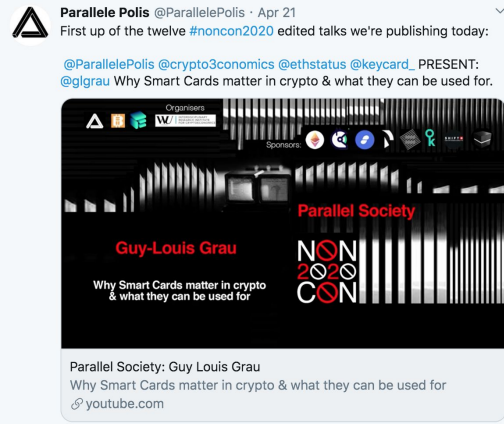 Parallele Polis @ParallelePolis · Apr 21
First up of the twelve #noncon2020 edited talks we're publishing today:
@ParallelePolis @crypto3conomics @ethstatus @keycard_ PRESENT:
@glgrau Why Smart Cards matter in crypto & what they can be used for.
Organisers
Sponsors:
Parallel Society
Guy-Louis Grau
NON
2020
CON
Why Smart Cards matter in crypto
& what they can be used for
Parallel Society: Guy Louis Grau
Why Smart Cards matter in crypto & what they can be used for
youtube.com